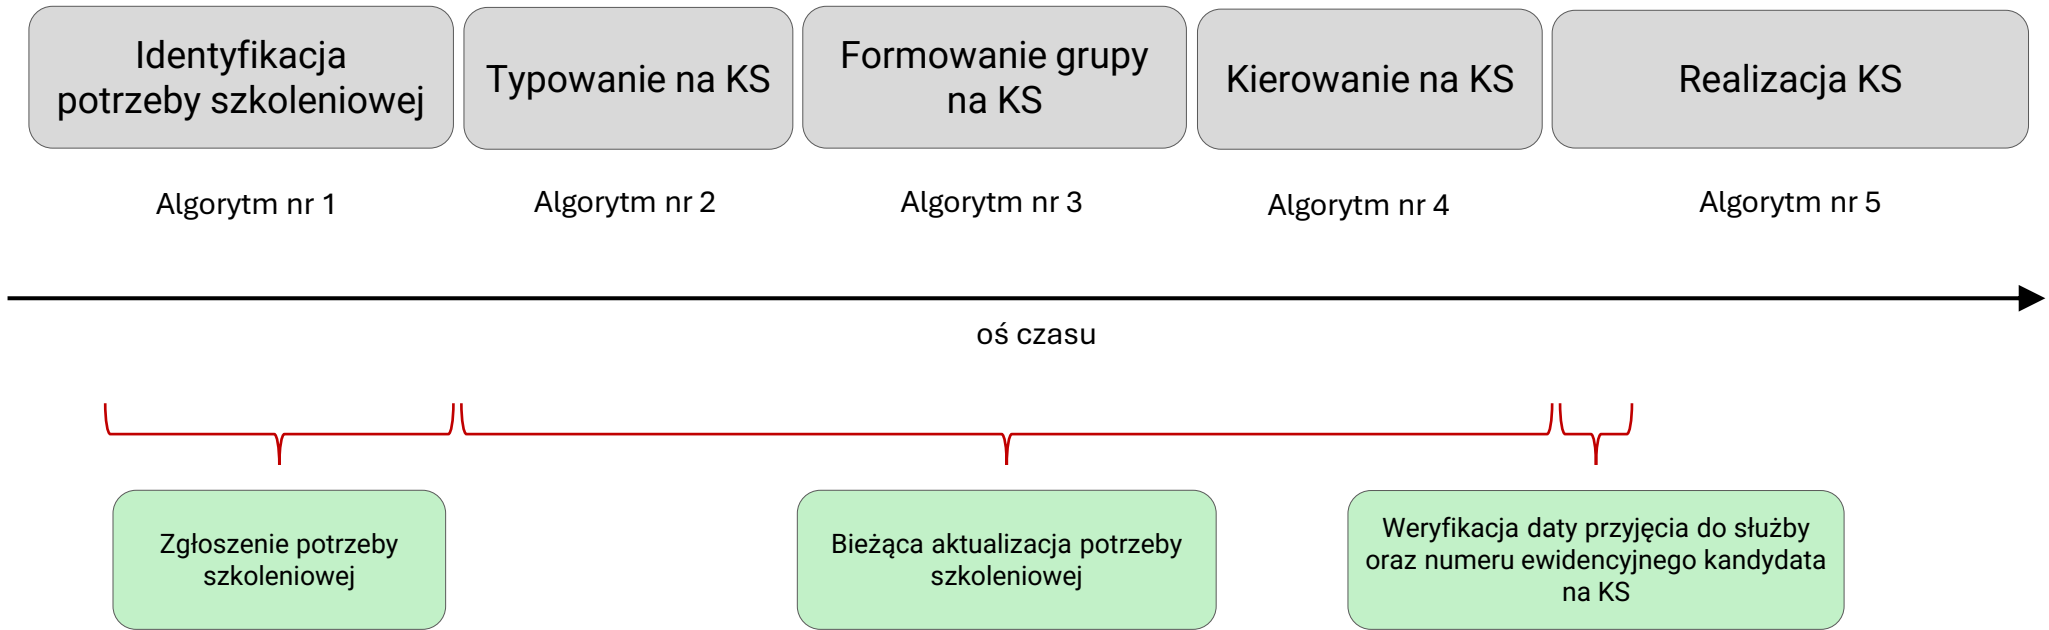 Identyfikacja
potrzeby szkoleniowej
Typowanie na KS
Formowanie grupy
na KS
Kierowanie na KS
Realizacja KS
Algorytm nr 1
Algorytm nr 2
Algorytm nr 3
Algorytm nr 4
Algorytm nr 5
oś czasu
Zgłoszenie potrzeby
szkoleniowej
Bieżąca aktualizacja potrzeby
szkoleniowej
Weryfikacja daty przyjęcia do służby
oraz numeru ewidencyjnego kandydata
na KS